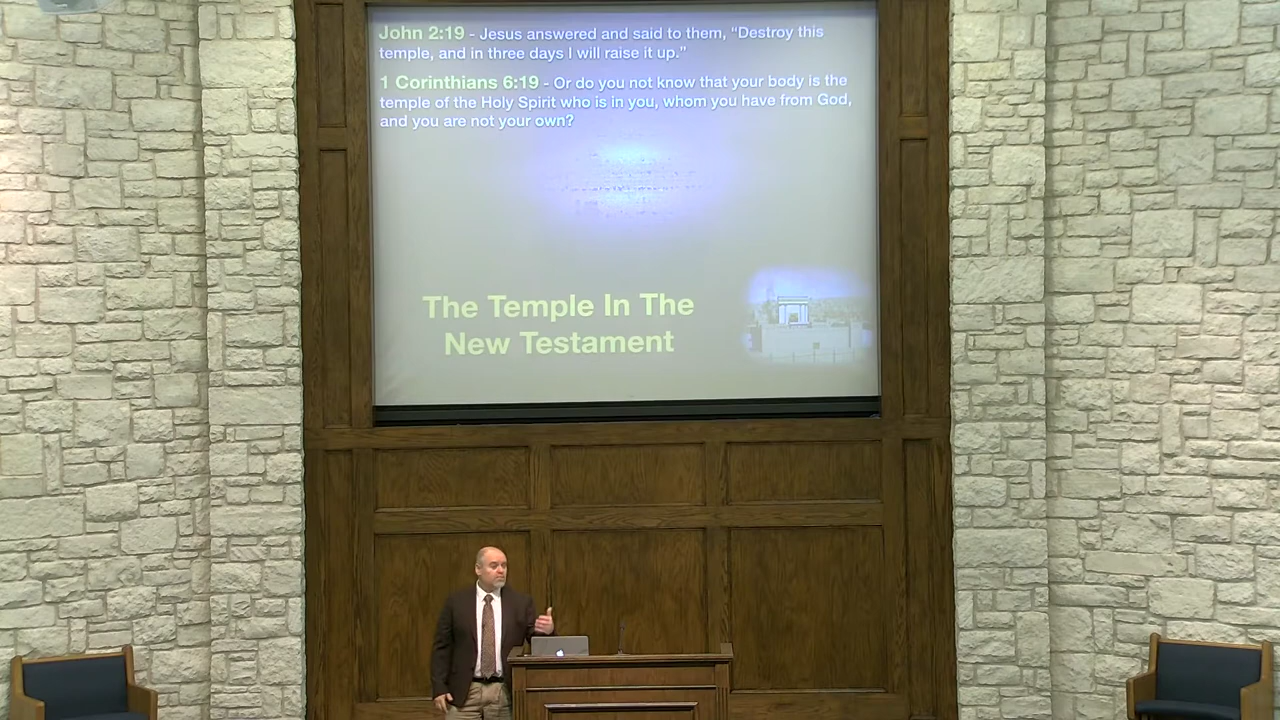 John 2:19 - Jesus answered and said to them, “Destroy this
temple, and in three days I will raise it up.”
1 Corinthians 6:19 - Or do you not know that your body is the
temple of the Holy Spirit who is in you, whom you have from God,
and you are not your own?
The Temple In The
New Testament